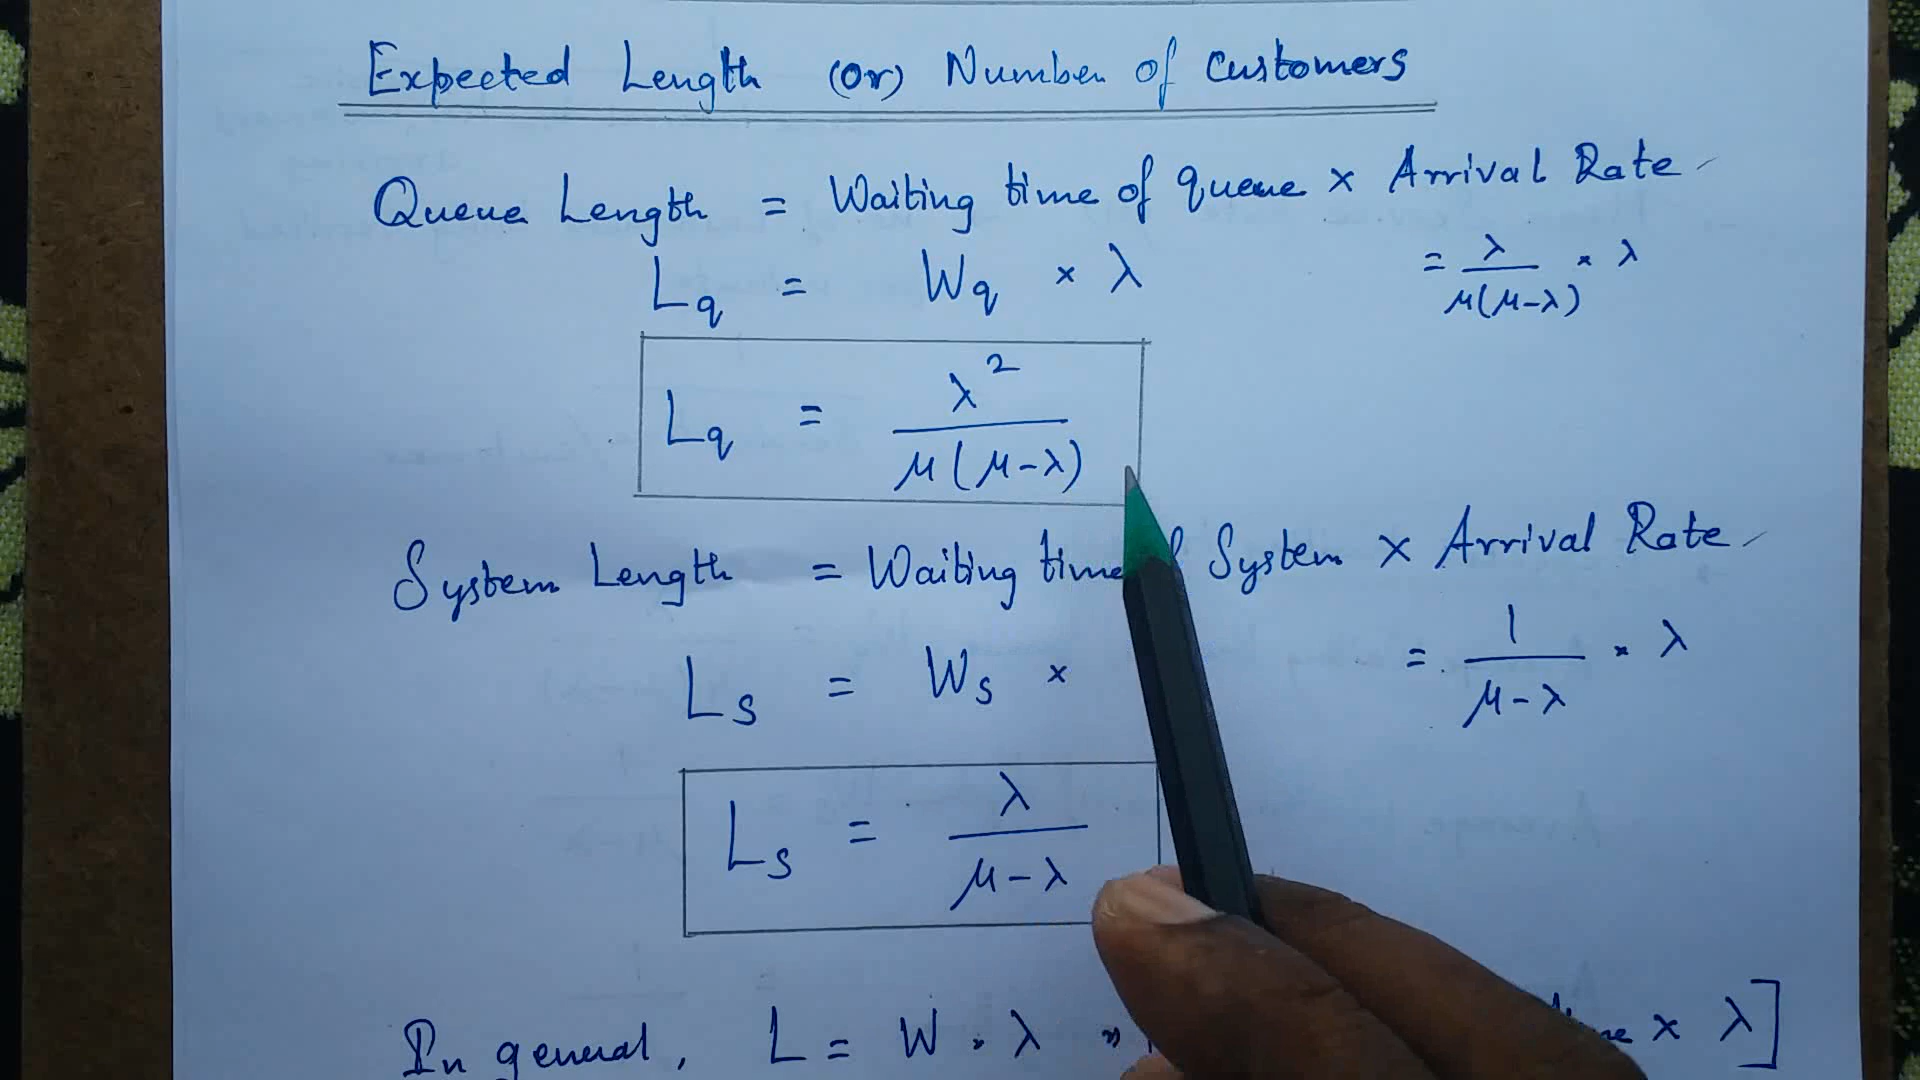 Expected Length (or) Number of Customers
Queue Length = Waiting time of queue × Arrival Rate
Lq = Wq × λ = λ/μ(μ-λ) × λ
Lq = λ²/μ(μ-λ)
System Length = Waiting time System × Arrival Rate
Ls = Ws × = 1/μ-λ × λ
Ls = λ/μ-λ
In general, L = W . λ × λ]